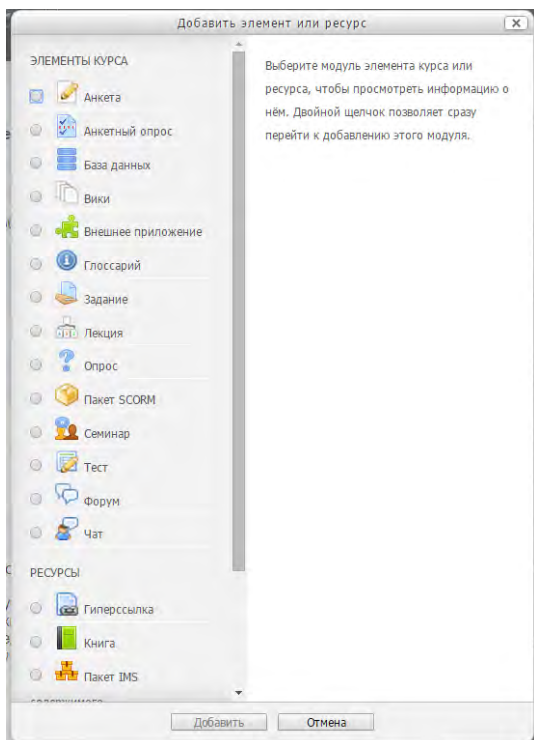 Добавить элемент или ресурс
ЭЛЕМЕНТЫ КУРСА
Анкета
Анкетный опрос
База данных
Вики
Внешнее приложение
Глоссарий
Задание
Лекция
Опрос
Пакет SCORM
Семинар
Тест
Форум
Чат
РЕСУРСЫ
Гиперссылка
Книга
Пакет IMS
Выберите модуль элемента курса или
ресурса, чтобы просмотреть информацию о
нём. Двойной щелчок позволяет сразу
перейти к добавлению этого модуля.
Добавить
Отмена